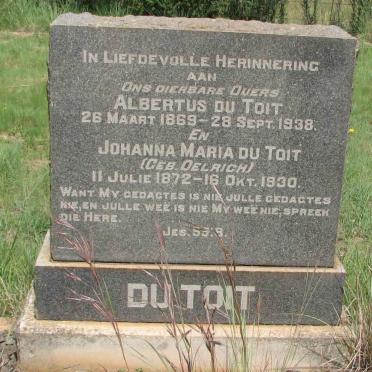 IN LIEFDEVOLLE HERINNERING
AAN
ONS DIERBARE OUERS
ALBERTUS DU TOIT
26 MAART 1869-28 SEPT. 1938.
EN
JOHANNA MARIA DU TOIT
(GEB. OELRICH)
11 JULIE 1872-16 OKT. 1930.
WANT MY GEDAGTES IS NIE JULLE GEDAGTES
NIE, EN JULLE WEË IS NIE MY WEË NIE, SPREEK
DIE HERE.
JES.
DU TOIT